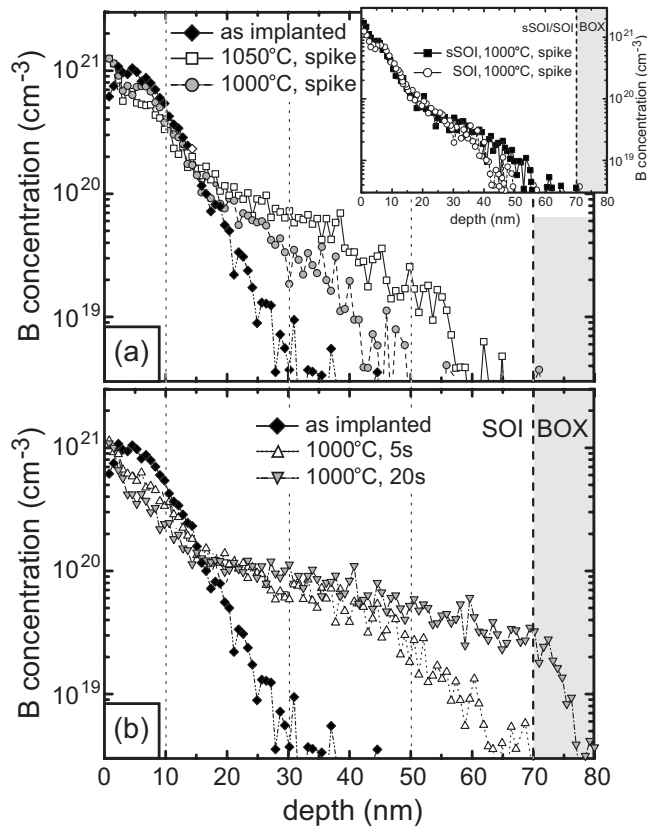 (a)
B concentration (cm⁻³)
10²¹
10²⁰
10¹⁹
as implanted
1050°C, spike
1000°C, spike
sSOI/SOI BOX
sSOI, 1000°C, spike
SOI, 1000°C, spike
B concentration (cm⁻³)
10²¹
10²⁰
10¹⁹
0 10 20 30 40 50 60 70 80
depth (nm)
(b)
B concentration (cm⁻³)
10²¹
10²⁰
10¹⁹
as implanted
1000°C, 5s
1000°C, 20s
SOI BOX
0 10 20 30 40 50 60 70 80
depth (nm)